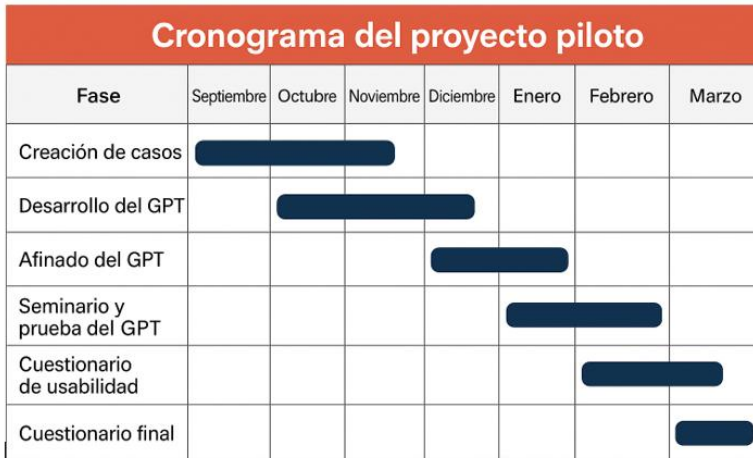 Cronograma del proyecto piloto
Fase Septiembre Octubre Noviembre Diciembre Enero Febrero Marzo
Creación de casos
Desarrollo del GPT
Afinado del GPT
Seminario y
prueba del GPT
Cuestionario
de usabilidad
Cuestionario final